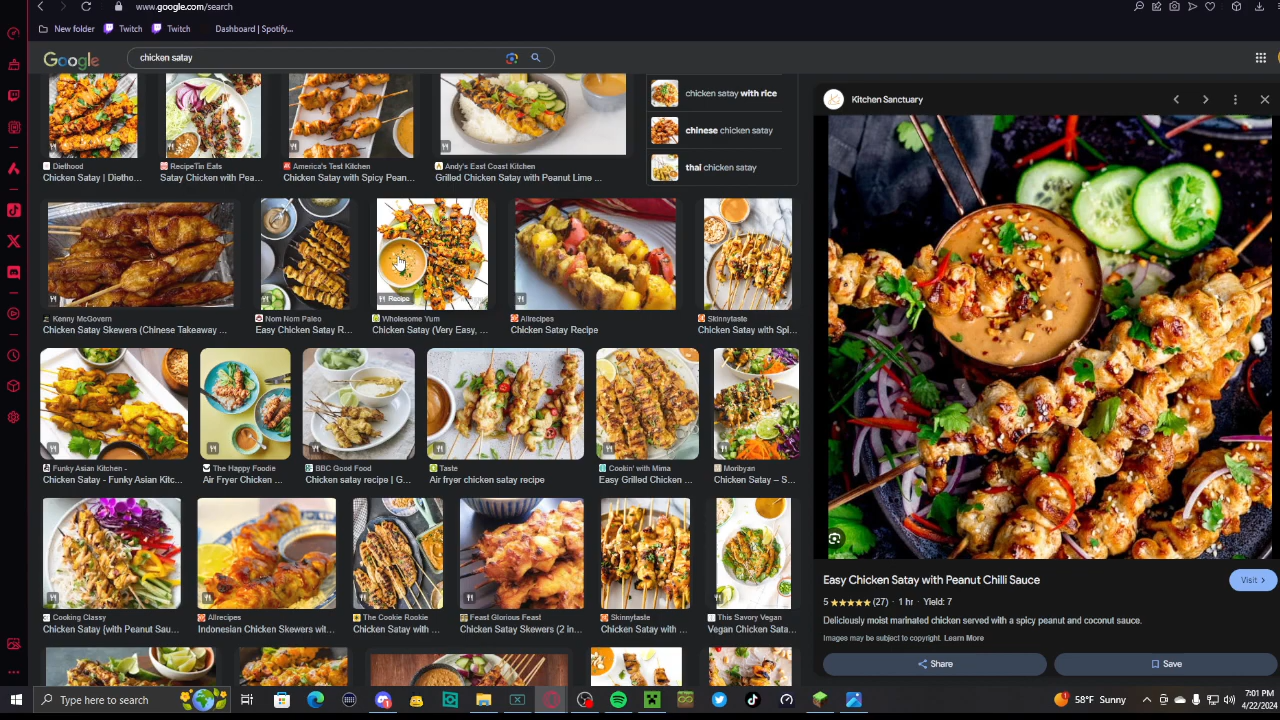 www.google.com/search
New folder
Twitch
Twitch
Dashboard | Spotify...
Google
chicken satay
chicken satay with rice
chinese chicken satay
thai chicken satay
Diethood
Chicken Satay | Dietho...
RecipeTin Eats
Satay Chicken with Pea...
America's Test Kitchen
Chicken Satay with Spicy Pean...
Andy's East Coast Kitchen
Grilled Chicken Satay with Peanut Lime ...
Recipe
Kenny McGovern
Chicken Satay Skewers (Chinese Takeaway ...
Nom Nom Paleo
Easy Chicken Satay R...
Wholesome Yum
Chicken Satay (Very Easy, ...
Allrecipes
Chicken Satay Recipe
Skinnytaste
Chicken Satay with Spi...
Funky Asian Kitchen -
Chicken Satay - Funky Asian Kitc...
The Happy Foodie
Air Fryer Chicken ...
BBC Good Food
Chicken satay recipe | G...
Taste
Air fryer chicken satay recipe
Cookin' with Mima
Easy Grilled Chicken ...
Moribyan
Chicken Satay – S...
Cooking Classy
Chicken Satay {with Peanut Sau...
Allrecipes
Indonesian Chicken Skewers wit...
The Cookie Rookie
Chicken Satay with ...
Feast Glorious Feast
Chicken Satay Skewers (2 in...
Skinnytaste
Chicken Satay with ...
This Savory Vegan
Vegan Chicken Sata...
Kitchen Sanctuary
Easy Chicken Satay with Peanut Chilli Sauce
Visit
5 ★★★★★ (27) · 1 hr · Yield: 7
Deliciously moist marinated chicken served with a spicy peanut and coconut sauce.
Images may be subject to copyright. Learn More
Share
Save
Type here to search
58°F Sunny
7:01 PM
4/22/2024